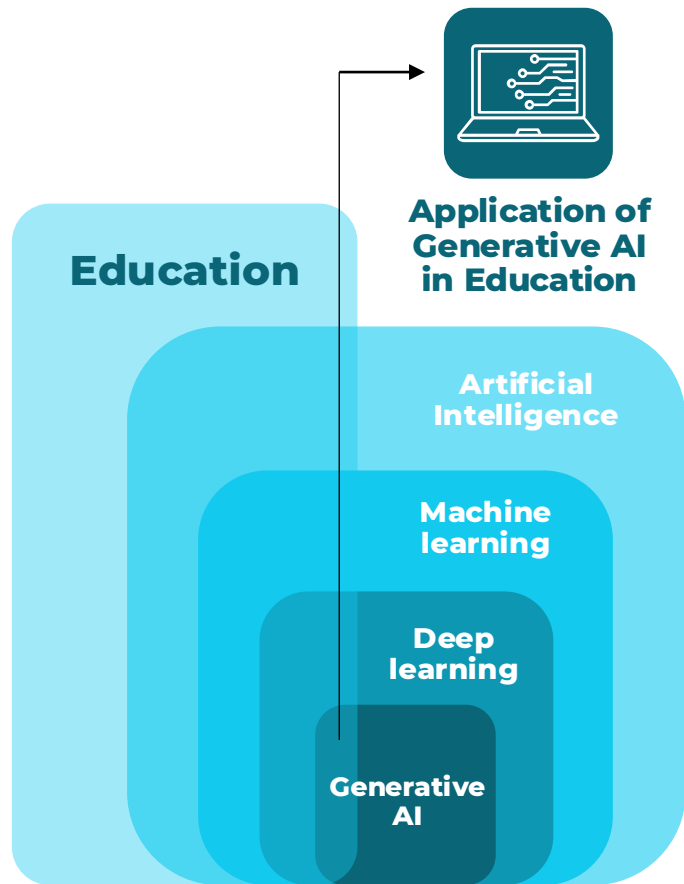 Application of
Generative AI
in Education
Education
Artificial
Intelligence
Machine
learning
Deep
learning
Generative
AI